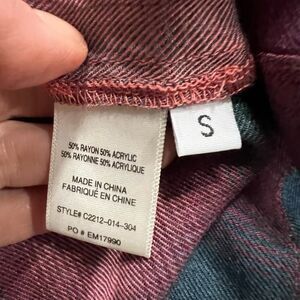 50% RAYON 50% ACRYLIC
50% RAYONNE 50% ACRYLIQUE
MADE IN CHINA
FABRIQUÉ EN CHINE
STYLE# C2212-014-304
PO # EM17990
S